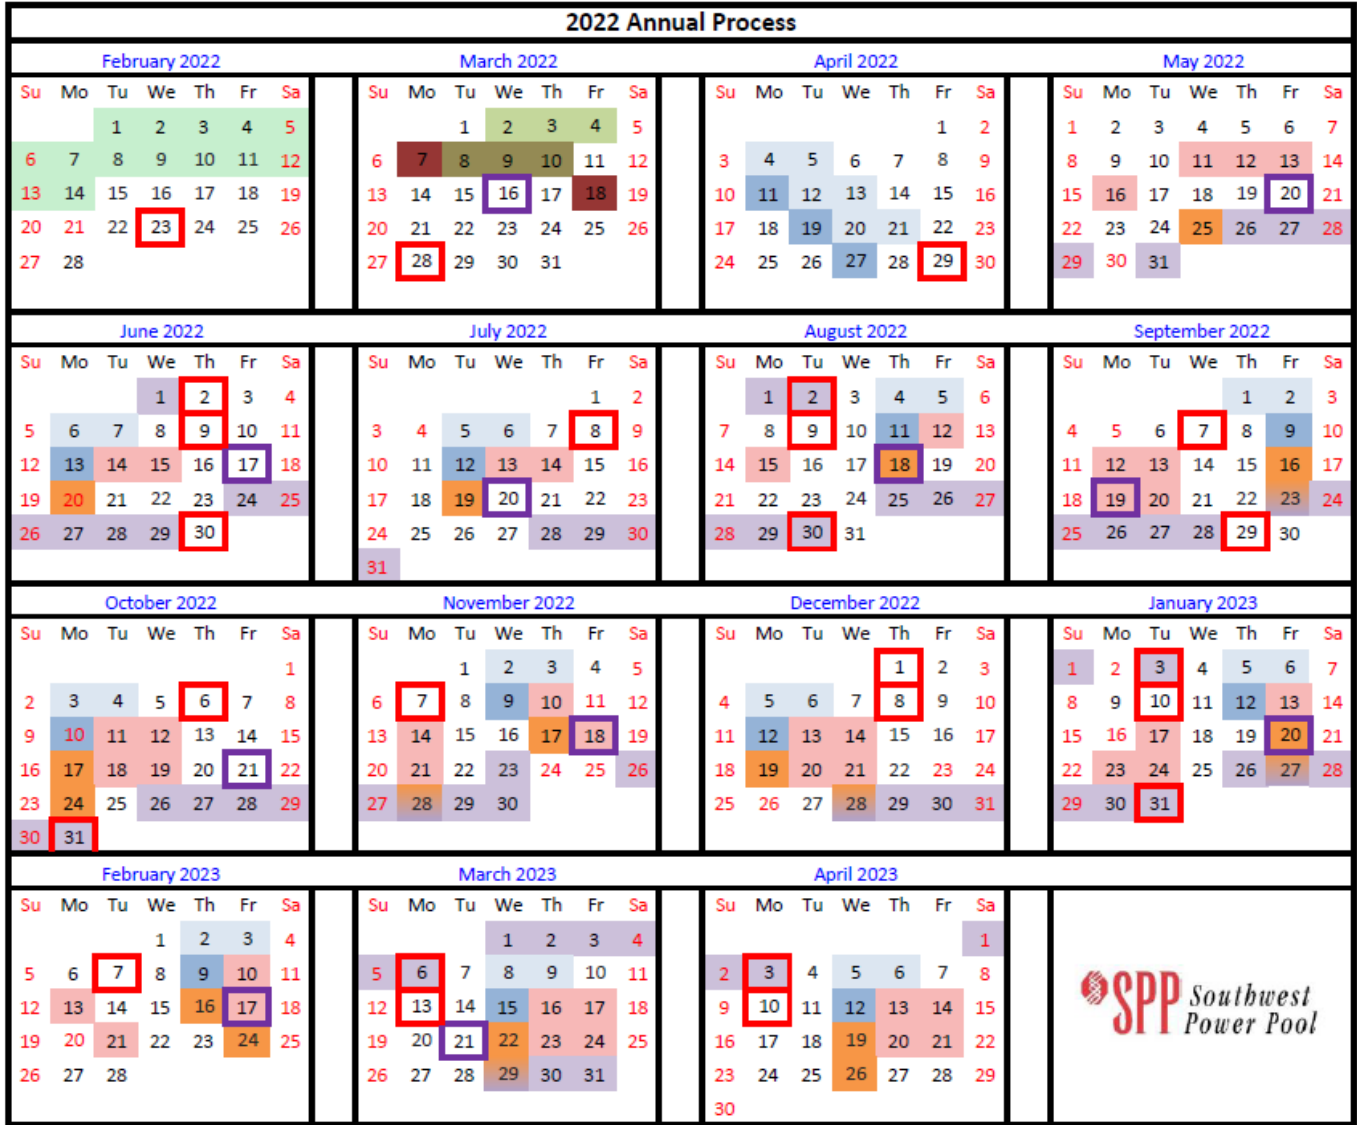 2022 Annual Process
February 2022 March 2022 April 2022 May 2022
Su Mo Tu We Th Fr Sa Su Mo Tu We Th Fr Sa Su Mo Tu We Th Fr Sa Su Mo Tu We Th Fr Sa
1 2 3 4 5 1 2 3 4 5 1 2 1 2 3 4 5 6 7
6 7 8 9 10 11 12 6 7 8 9 10 11 12 3 4 5 6 7 8 9 8 9 10 11 12 13 14
13 14 15 16 17 18 19 13 14 15 16 17 18 19 10 11 12 13 14 15 16 15 16 17 18 19 20 21
20 21 22 23 24 25 26 20 21 22 23 24 25 26 17 18 19 20 21 22 23 22 23 24 25 26 27 28
27 28 27 28 29 30 31 24 25 26 27 28 29 30 29 30 31
June 2022 July 2022 August 2022 September 2022
Su Mo Tu We Th Fr Sa Su Mo Tu We Th Fr Sa Su Mo Tu We Th Fr Sa Su Mo Tu We Th Fr Sa
1 2 3 4 1 2 1 2 3 4 5 6 1 2 3
5 6 7 8 9 10 11 3 4 5 6 7 8 9 7 8 9 10 11 12 13 4 5 6 7 8 9 10
12 13 14 15 16 17 18 10 11 12 13 14 15 16 14 15 16 17 18 19 20 11 12 13 14 15 16 17
19 20 21 22 23 24 25 17 18 19 20 21 22 23 21 22 23 24 25 26 27 18 19 20 21 22 23 24
26 27 28 29 30 24 25 26 27 28 29 30 28 29 30 31 25 26 27 28 29 30
31
October 2022 November 2022 December 2022 January 2023
Su Mo Tu We Th Fr Sa Su Mo Tu We Th Fr Sa Su Mo Tu We Th Fr Sa Su Mo Tu We Th Fr Sa
1 1 2 3 4 5 1 2 3 1 2 3 4 5 6 7
2 3 4 5 6 7 8 6 7 8 9 10 11 12 4 5 6 7 8 9 10 8 9 10 11 12 13 14
9 10 11 12 13 14 15 13 14 15 16 17 18 19 11 12 13 14 15 16 17 15 16 17 18 19 20 21
16 17 18 19 20 21 22 20 21 22 23 24 25 26 18 19 20 21 22 23 24 22 23 24 25 26 27 28
23 24 25 26 27 28 29 27 28 29 30 25 26 27 28 29 30 31 29 30 31
30 31
February 2023 March 2023 April 2023
Su Mo Tu We Th Fr Sa Su Mo Tu We Th Fr Sa Su Mo Tu We Th Fr Sa
1 2 3 4 1 2 3 4 1
5 6 7 8 9 10 11 5 6 7 8 9 10 11 2 3 4 5 6 7 8
12 13 14 15 16 17 18 12 13 14 15 16 17 18 9 10 11 12 13 14 15
19 20 21 22 23 24 25 19 20 21 22 23 24 25 16 17 18 19 20 21 22
26 27 28 26 27 28 29 30 31 23 24 25 26 27 28 29
30
SPP Southwest
Power Pool